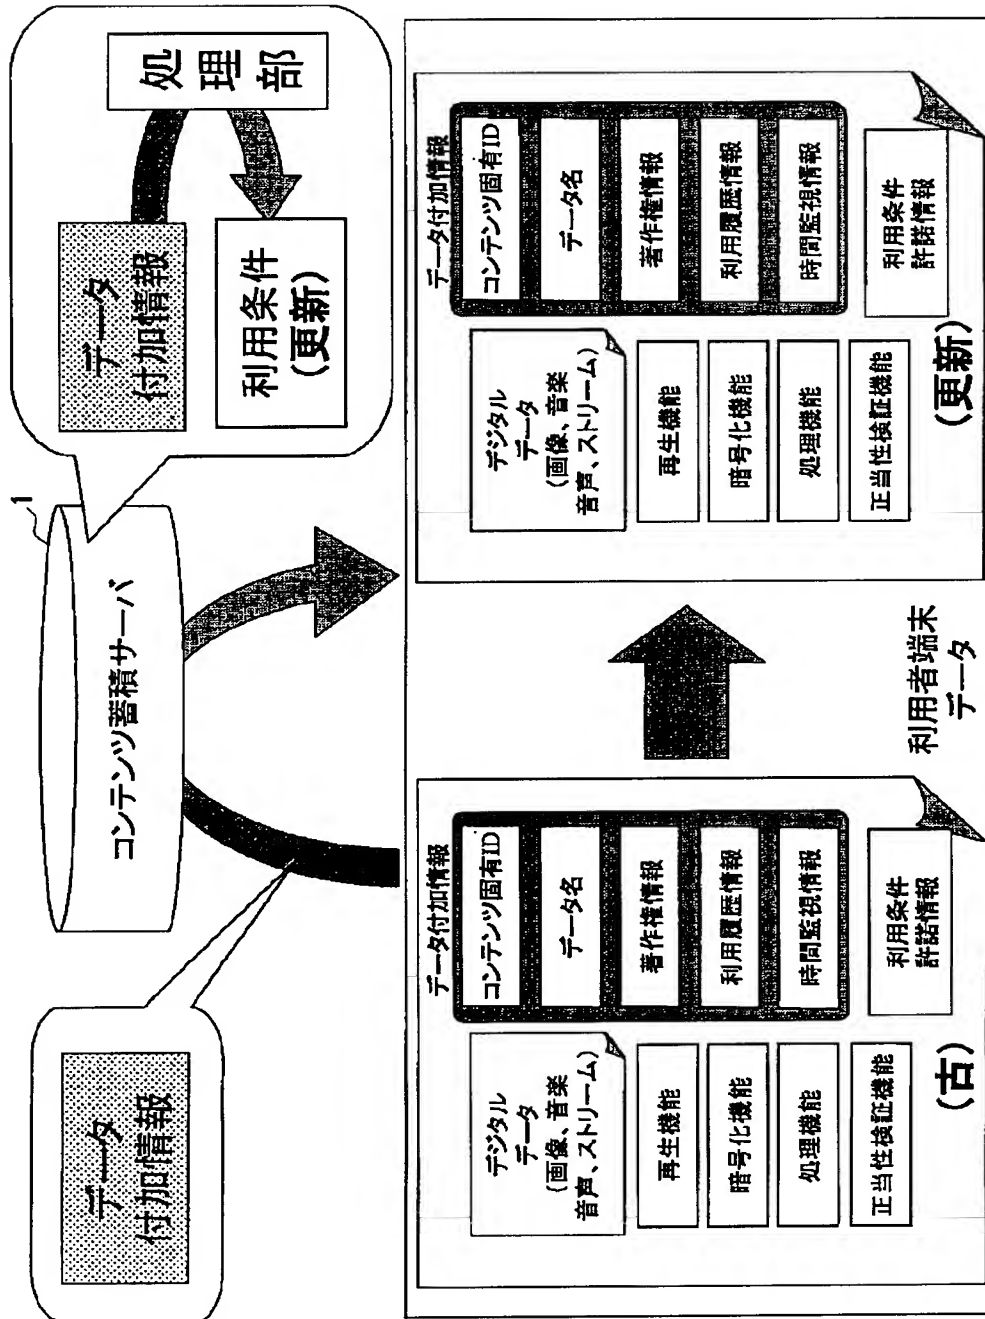 データ
付加情報
コンテンツ蓄積サーバ
1
データ
付加情報
処理部
利用条件
(更新)
デジタル
データ
(画像、音楽
音声、ストリーム)
再生機能
暗号化機能
処理機能
正当性検証機能
(古)
データ付加情報
コンテンツ固有ID
データ名
著作権情報
利用履歴情報
時間監視情報
利用条件
許諾情報
利用者端末
データ
デジタル
データ
(画像、音楽
音声、ストリーム)
再生機能
暗号化機能
処理機能
正当性検証機能
(更新)
データ付加情報
コンテンツ固有ID
データ名
著作権情報
利用履歴情報
時間監視情報
利用条件
許諾情報